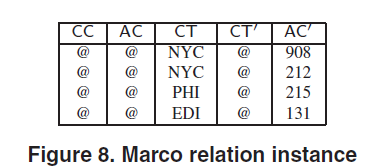 CC AC CT CT′ AC′
@ @ NYC @ 908
@ @ NYC @ 212
@ @ PHI @ 215
@ @ EDI @ 131
Figure 8. Marco relation instance